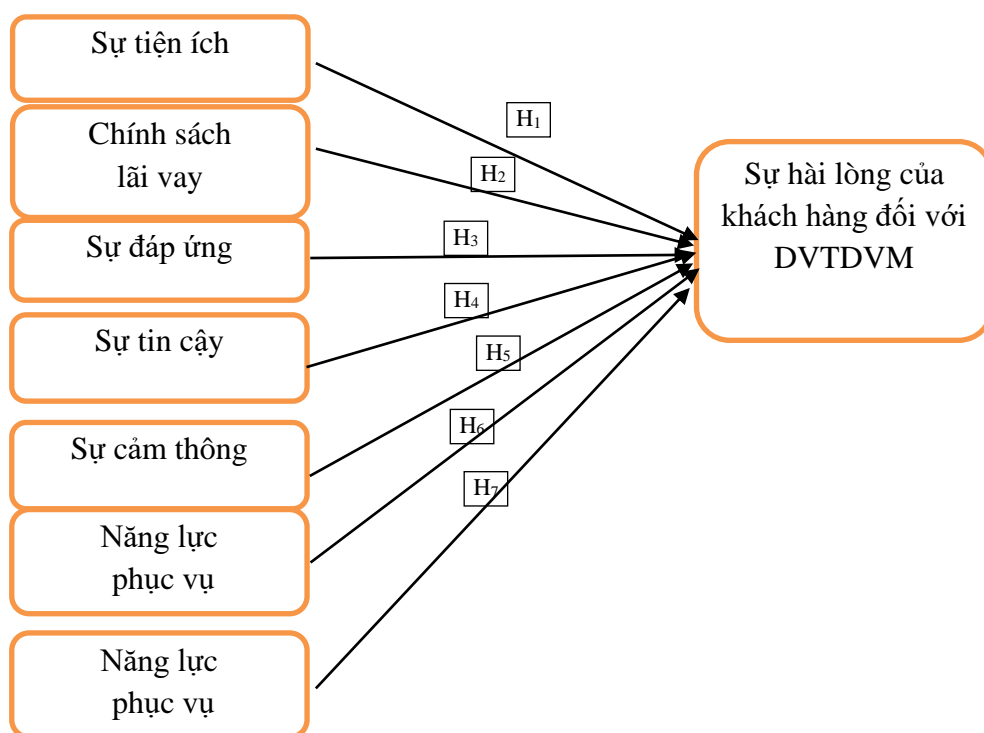 Sự tiện ích
Chính sách
lãi vay
Sự đáp ứng
Sự tin cậy
Sự cảm thông
Năng lực
phục vụ
Năng lực
phục vụ
H₁
H₂
H₃
H₄
H₅
H₆
H₇
Sự hài lòng của
khách hàng đối với
DVTDVM